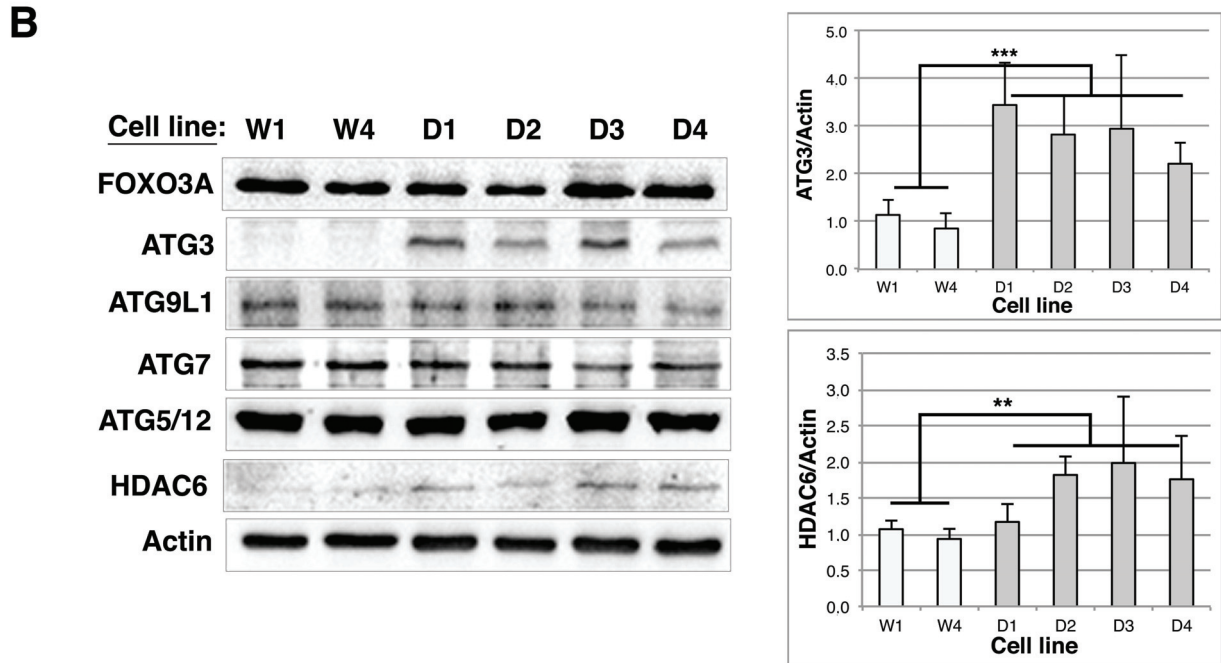 B
Cell line: W1 W4 D1 D2 D3 D4
FOXO3A
ATG3
ATG9L1
ATG7
ATG5/12
HDAC6
Actin
ATG3/Actin
5.0
4.0
3.0
2.0
1.0
0.0
***
W1 W4 D1 D2 D3 D4
Cell line
HDAC6/Actin
3.5
3.0
2.5
2.0
1.5
1.0
0.5
0.0
**
W1 W4 D1 D2 D3 D4
Cell line